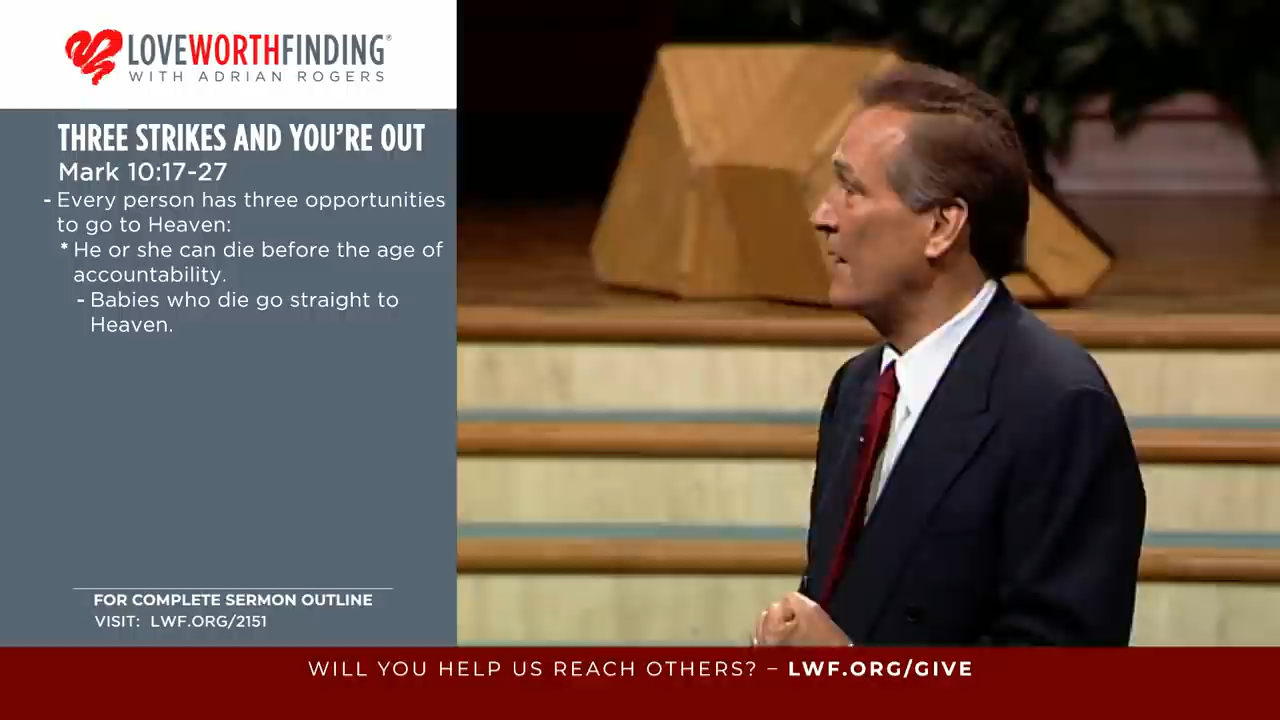 LOVEWORTHFINDING®
WITH ADRIAN ROGERS
THREE STRIKES AND YOU'RE OUT
Mark 10:17-27
- Every person has three opportunities
to go to Heaven:
* He or she can die before the age of
accountability.
- Babies who die go straight to
Heaven.
FOR COMPLETE SERMON OUTLINE
VISIT: LWF.ORG/2151
WILL YOU HELP US REACH OTHERS? – LWF.ORG/GIVE